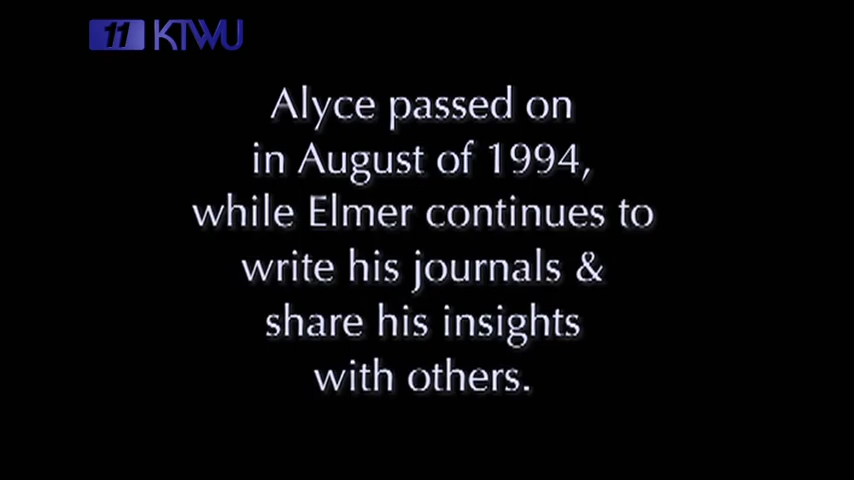 11 KTWU
Alyce passed on
in August of 1994,
while Elmer continues to
write his journals &
share his insights
with others.